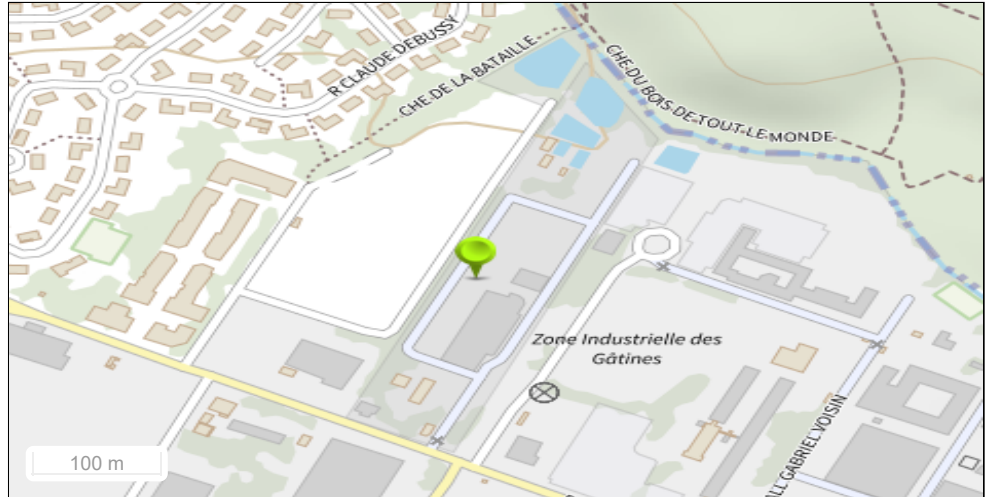 R CLAUDE DEBUSSY
CHE DE LA BATAILLE
CHE DU BOIS DE TOUT LE MONDE
Zone Industrielle des
Gâtines
ALL GABRIEL VOISIN
100 m